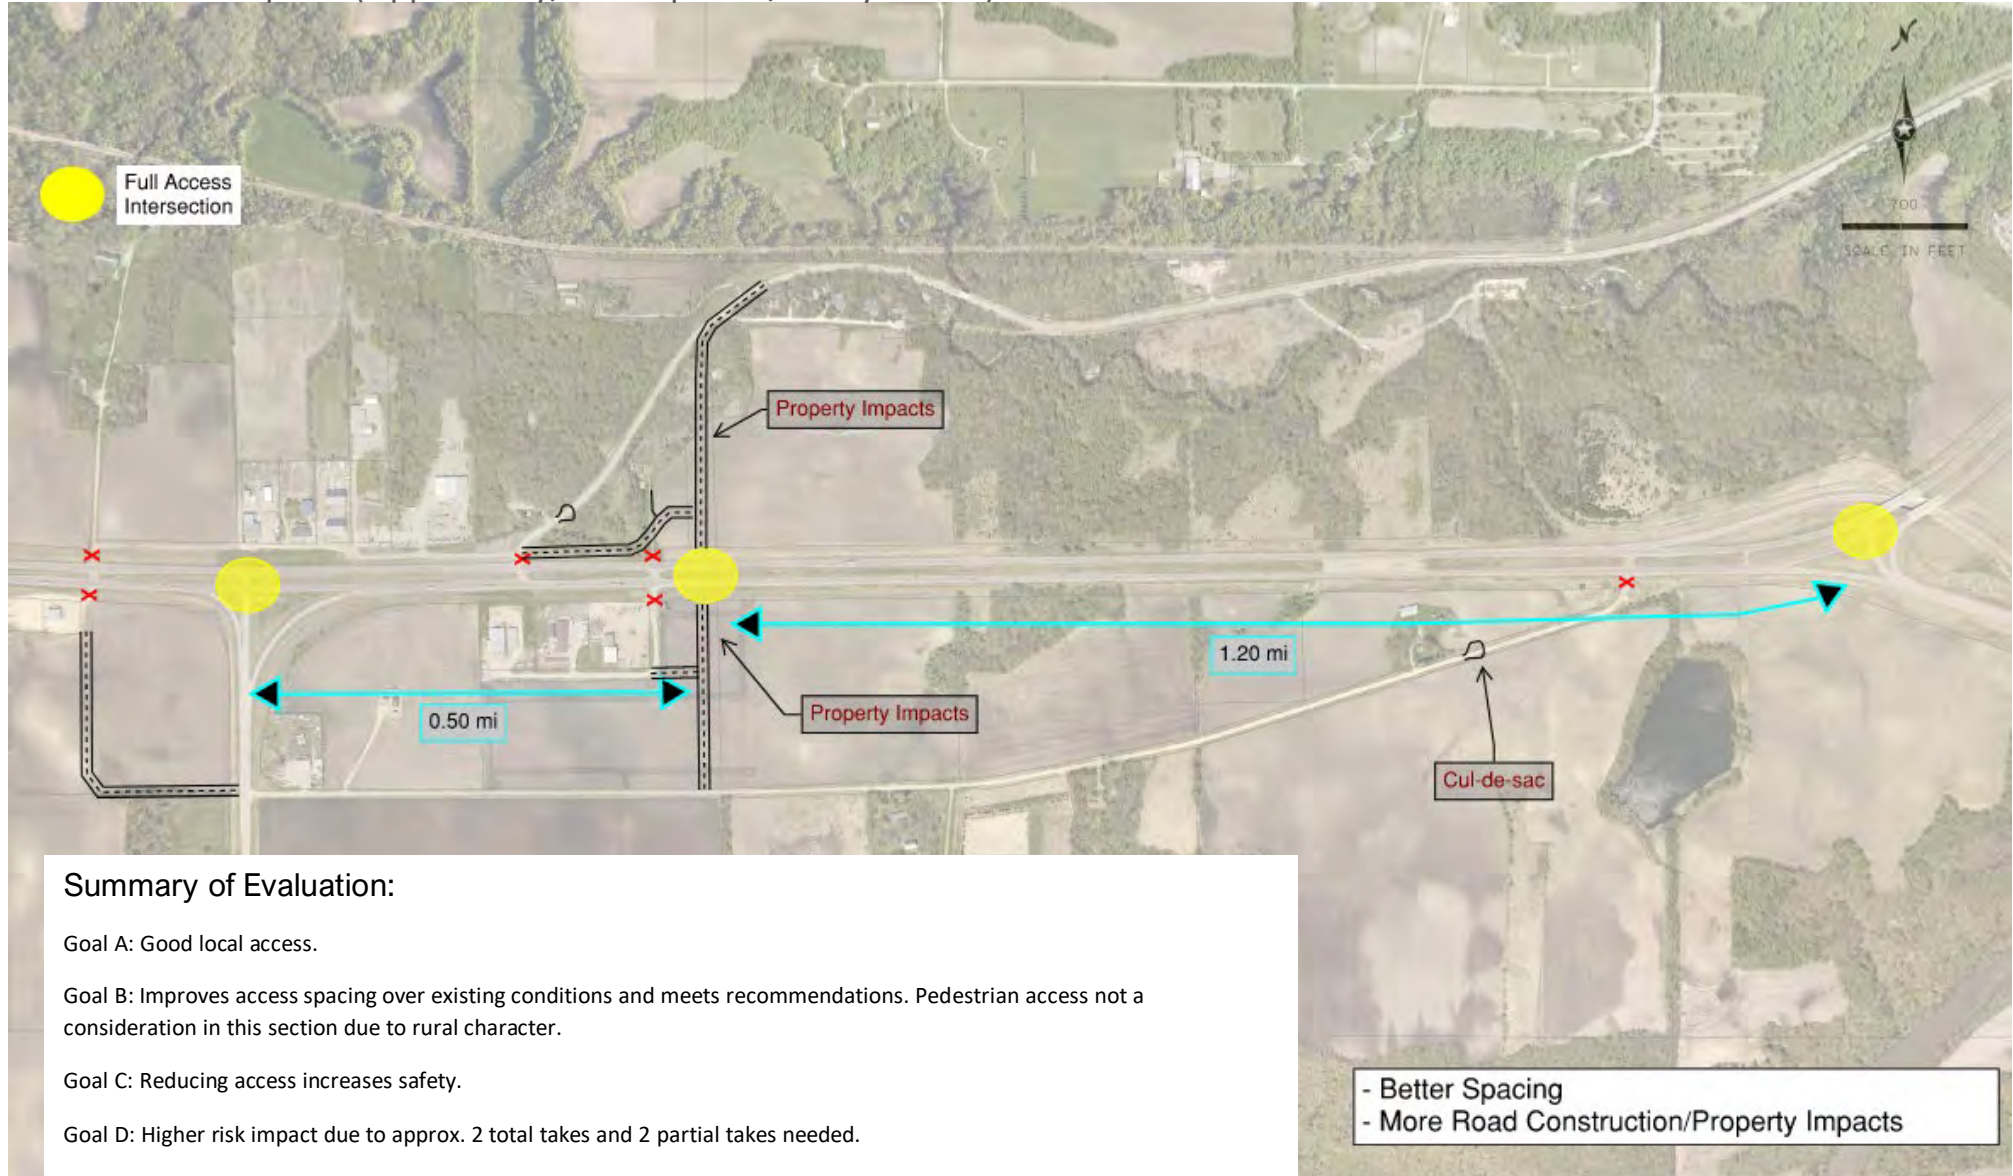 N
Full Access
Intersection
700
SCALE IN FEET
Property Impacts
1.20 mi
Property Impacts
0.50 mi
Cul-de-sac
Summary of Evaluation:
Goal A: Good local access.
Goal B: Improves access spacing over existing conditions and meets recommendations. Pedestrian access not a
consideration in this section due to rural character.
Goal C: Reducing access increases safety.
Goal D: Higher risk impact due to approx. 2 total takes and 2 partial takes needed.
- Better Spacing
- More Road Construction/Property Impacts